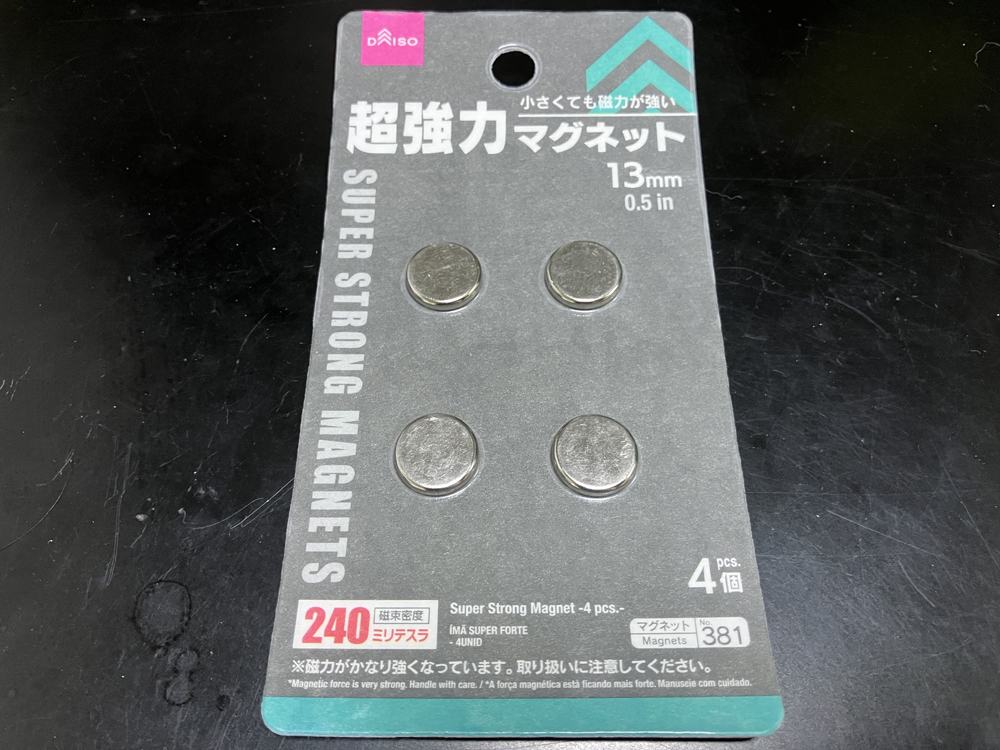 DAISO
小さくても磁力が強い
超強力マグネット
13mm
0.5 in
SUPER STRONG MAGNETS
4 pcs.
個
240 磁束密度
ミリテスラ
Super Strong Magnet -4 pcs.-
ÍMÃ SUPER FORTE
- 4UNID
マグネット
Magnets
No.
381
※磁力がかなり強くなっています。取り扱いに注意してください。
*Magnetic force is very strong. Handle with care. / *A força magnética está ficando mais forte. Manuseie com cuidado.